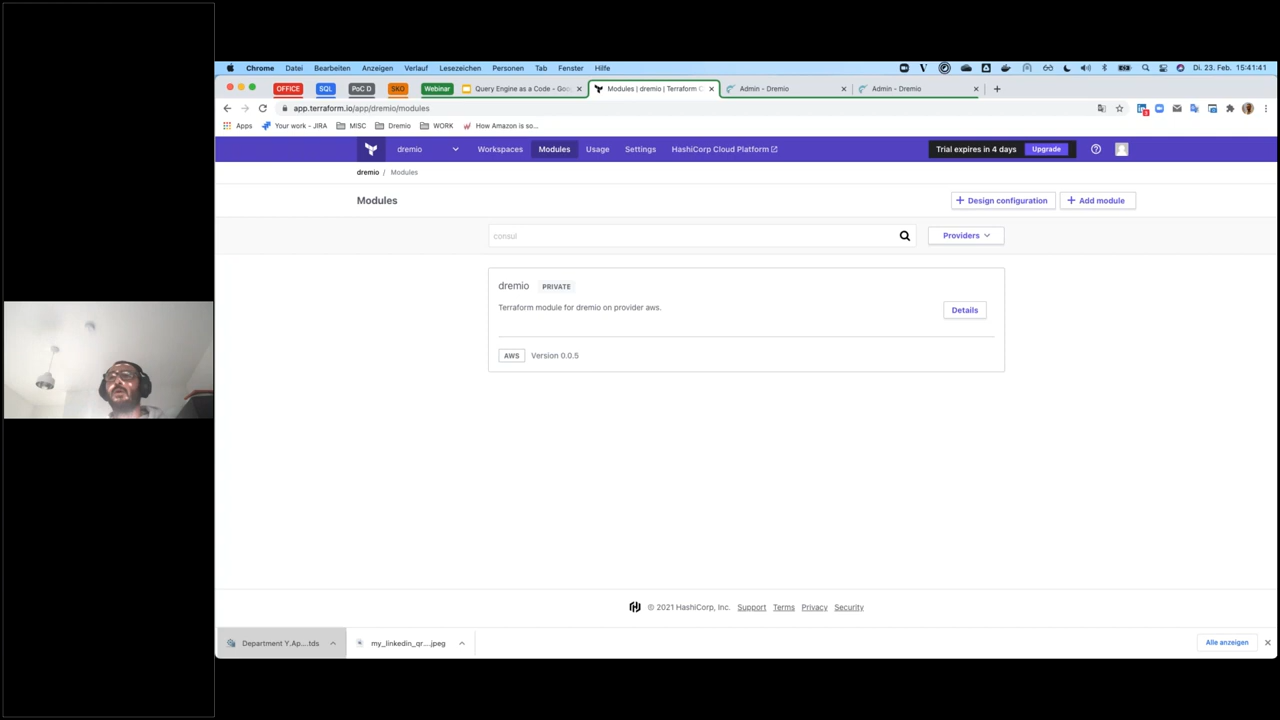 Chrome Datei Bearbeiten Anzeigen Verlauf Lesezeichen Personen Tab Fenster Hilfe Di. 23. Feb. 15:41:41
OFFICE SQL PoC D SKO Webinar Query Engine as a Code - Goo Modules | dremio | Terraform C Admin - Dremio Admin - Dremio
app.terraform.io/app/dremio/modules
Apps Your work - JIRA MISC Dremio WORK How Amazon is so...
dremio Workspaces Modules Usage Settings HashiCorp Cloud Platform Trial expires in 4 days Upgrade
dremio / Modules
Modules + Design configuration + Add module
consul Providers
dremio PRIVATE
Terraform module for dremio on provider aws.
Details
AWS Version 0.0.5
© 2021 HashiCorp, Inc. Support Terms Privacy Security
Department Y.Ap....tds my_linkedin_qr....jpeg Alle anzeigen